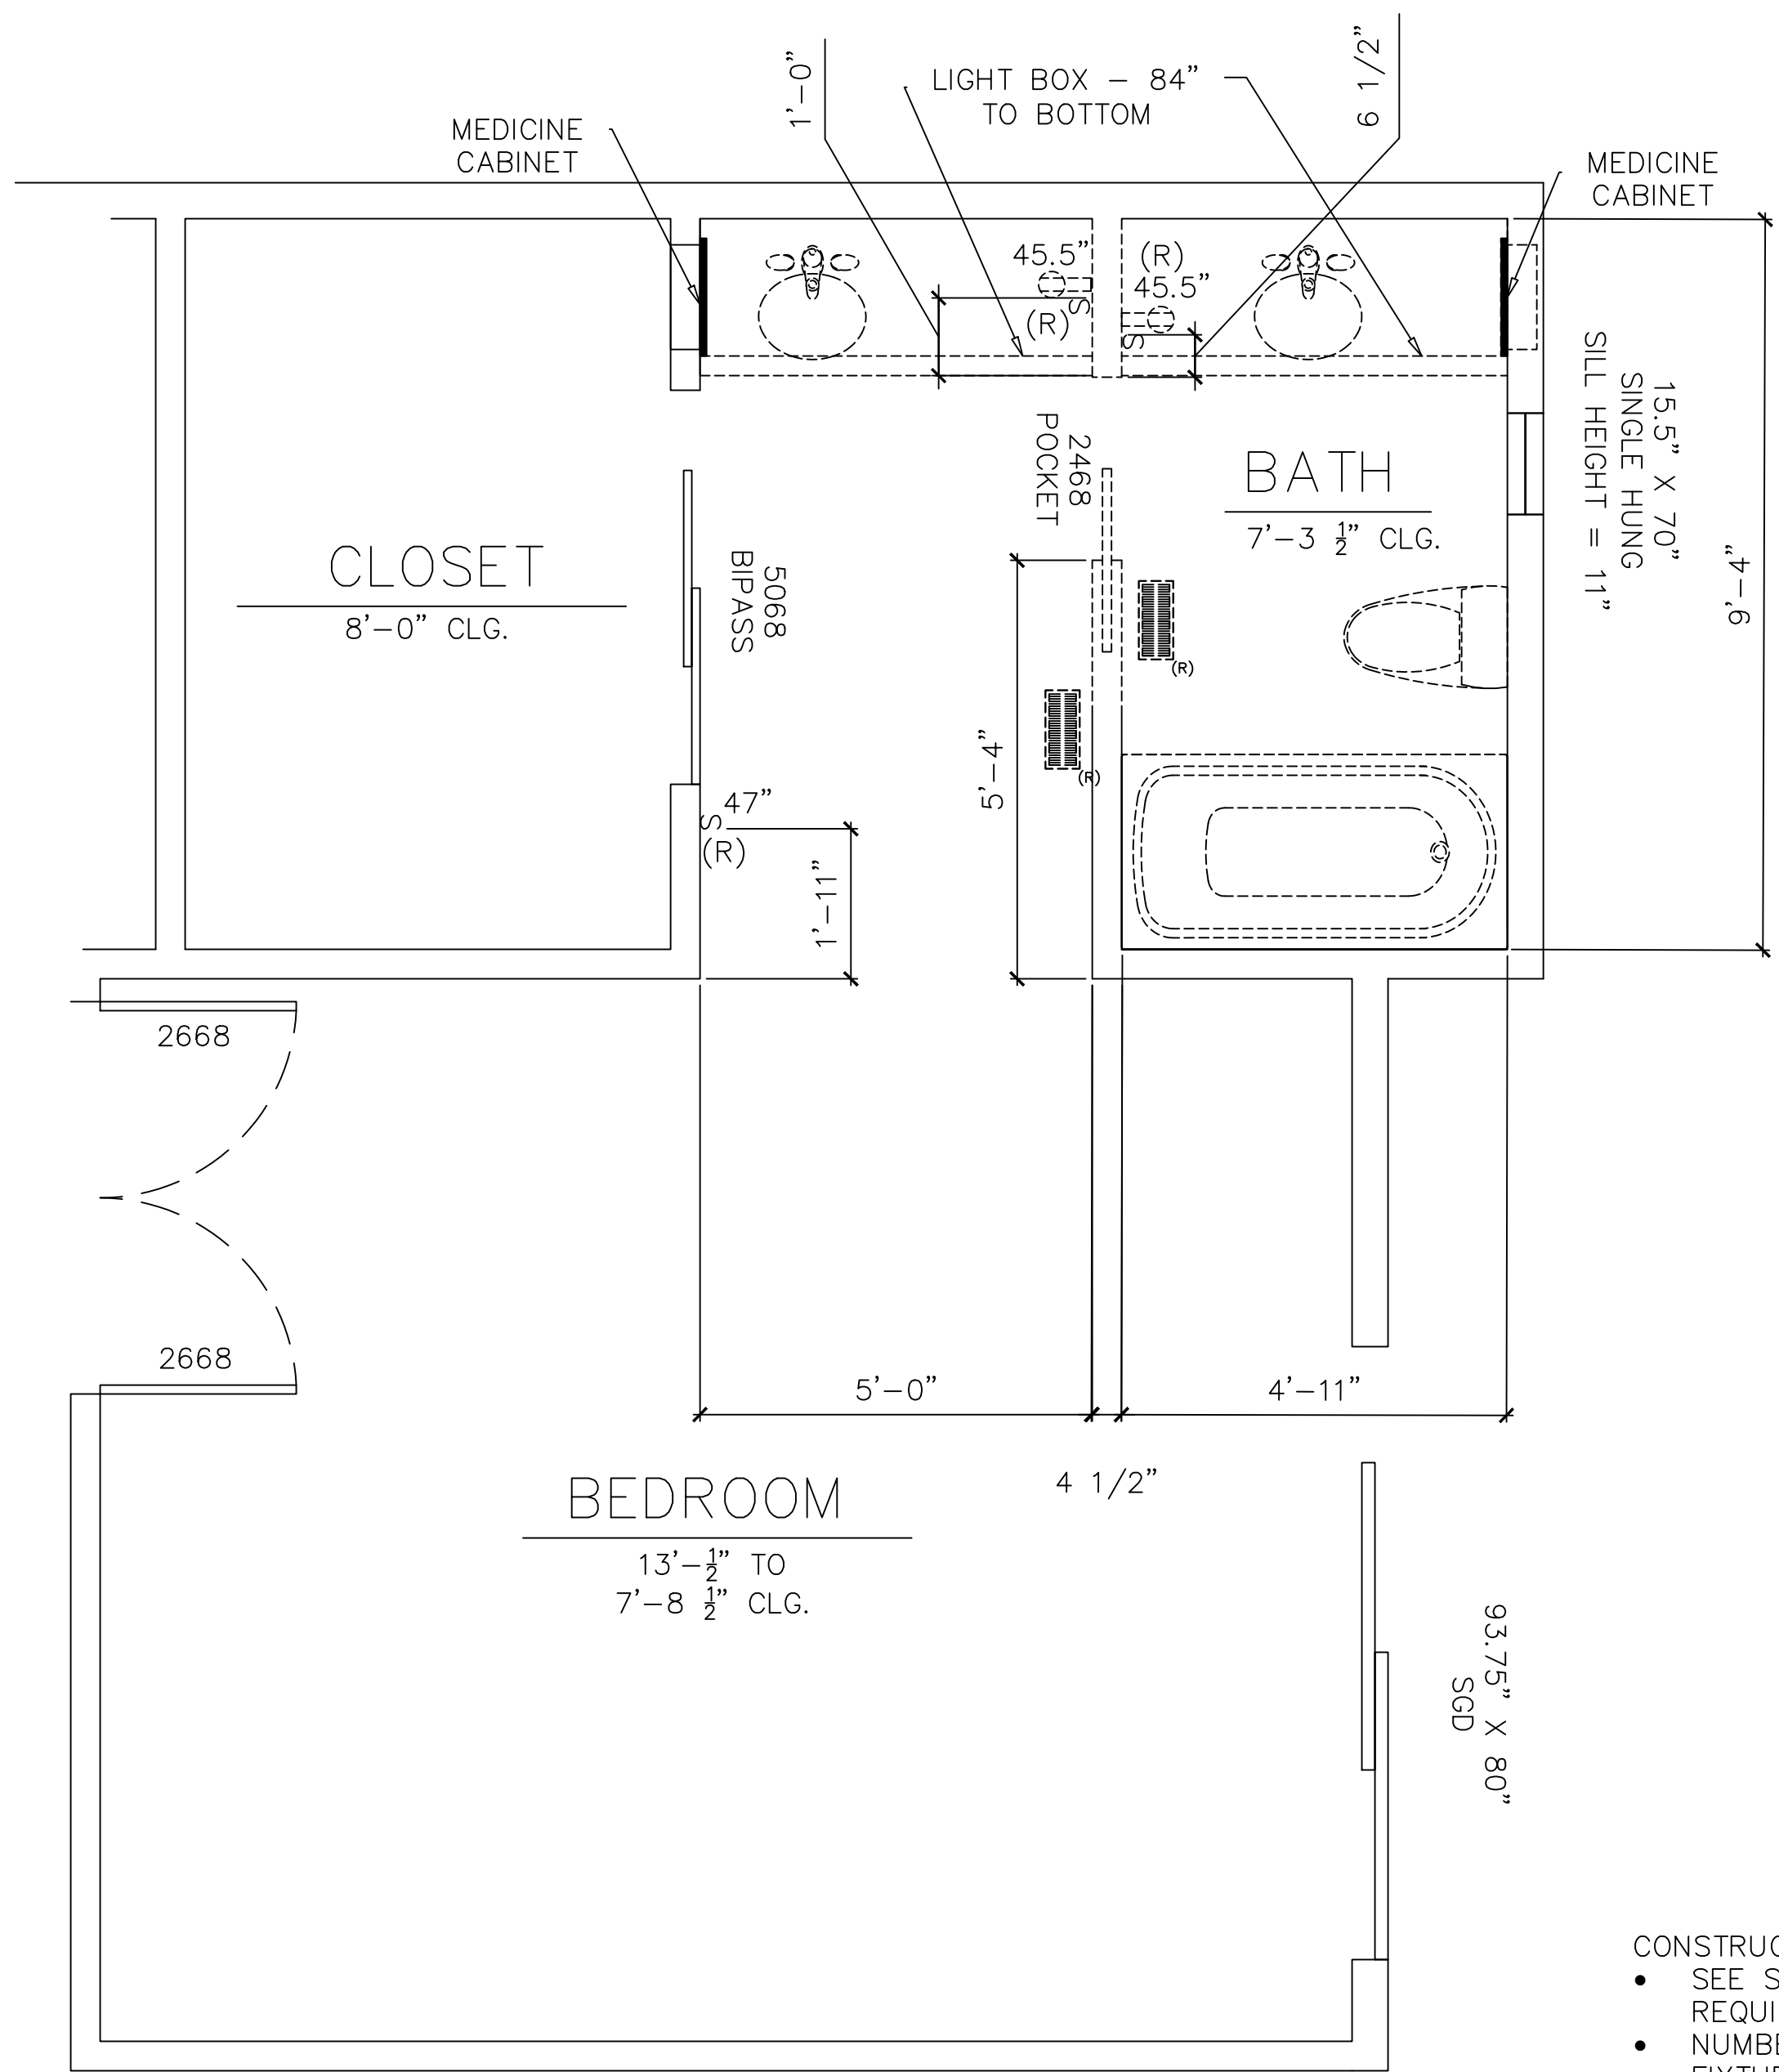 1'-0"
LIGHT BOX - 84"
TO BOTTOM
6 1/2"
MEDICINE
CABINET
MEDICINE
CABINET
45.5"
(R)
(R)
45.5"
S
S
15.5" X 70"
SINGLE HUNG
SILL HEIGHT = 11"
9'-4"
2468
POCKET
BATH
7'-3 1/2" CLG.
CLOSET
8'-0" CLG.
5068
BIPASS
(R)
(R)
5'-4"
47"
S
(R)
1'-11"
2668
2668
5'-0"
4'-11"
4 1/2"
BEDROOM
13'-1/2" TO
7'-8 1/2" CLG.
93.75" X 80"
SGD
SEE